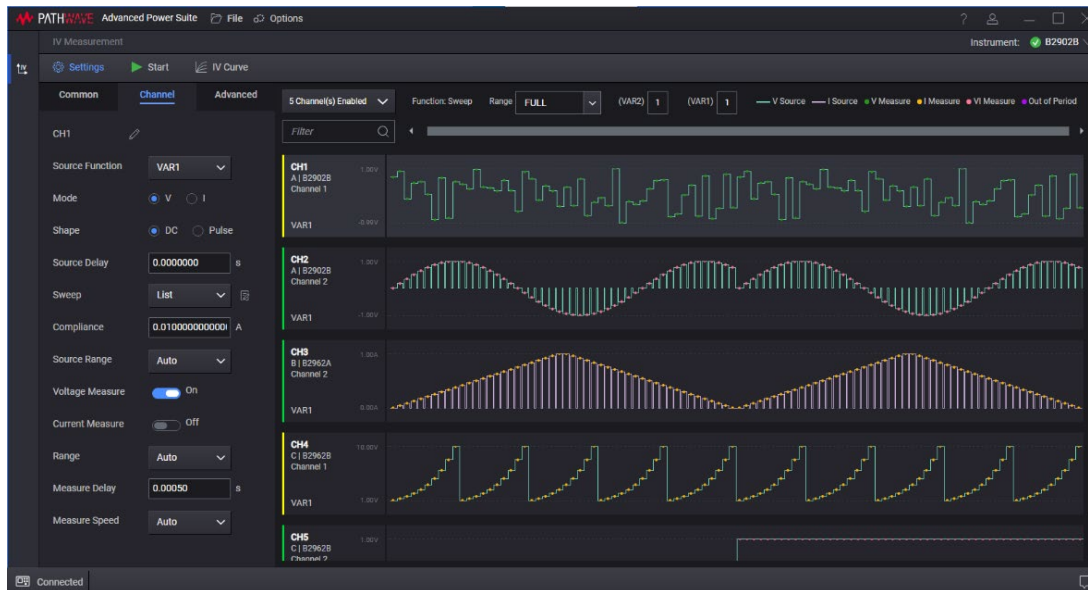 PATHWAVE Advanced Power Suite File Options ?
IV Measurement Instrument: B2902B
IV Settings Start IV Curve
Common Channel Advanced
5 Channel(s) Enabled Function: Sweep Range FULL (VAR2) 1 (VAR1) 1 V Source I Source V Measure I Measure VI Measure Out of Period
Filter
CH1
Source Function VAR1
Mode V I
Shape DC Pulse
Source Delay 0.0000000 s
Sweep List
Compliance 0.010000000000 A
Source Range Auto
Voltage Measure On
Current Measure Off
Range Auto
Measure Delay 0.00050 s
Measure Speed Auto
CH1 1.00V
A | B2902B
Channel 1
VAR1 -0.99V
CH2 1.00V
A | B2902B
Channel 2
VAR1 -1.00V
CH3 1.00A
B | B2962A
Channel 2
VAR1 0.00A
CH4 10.00V
C | B2962B
Channel 1
VAR1 1.00V
CH5 1.00V
C | B2962B
Channel 2
Connected